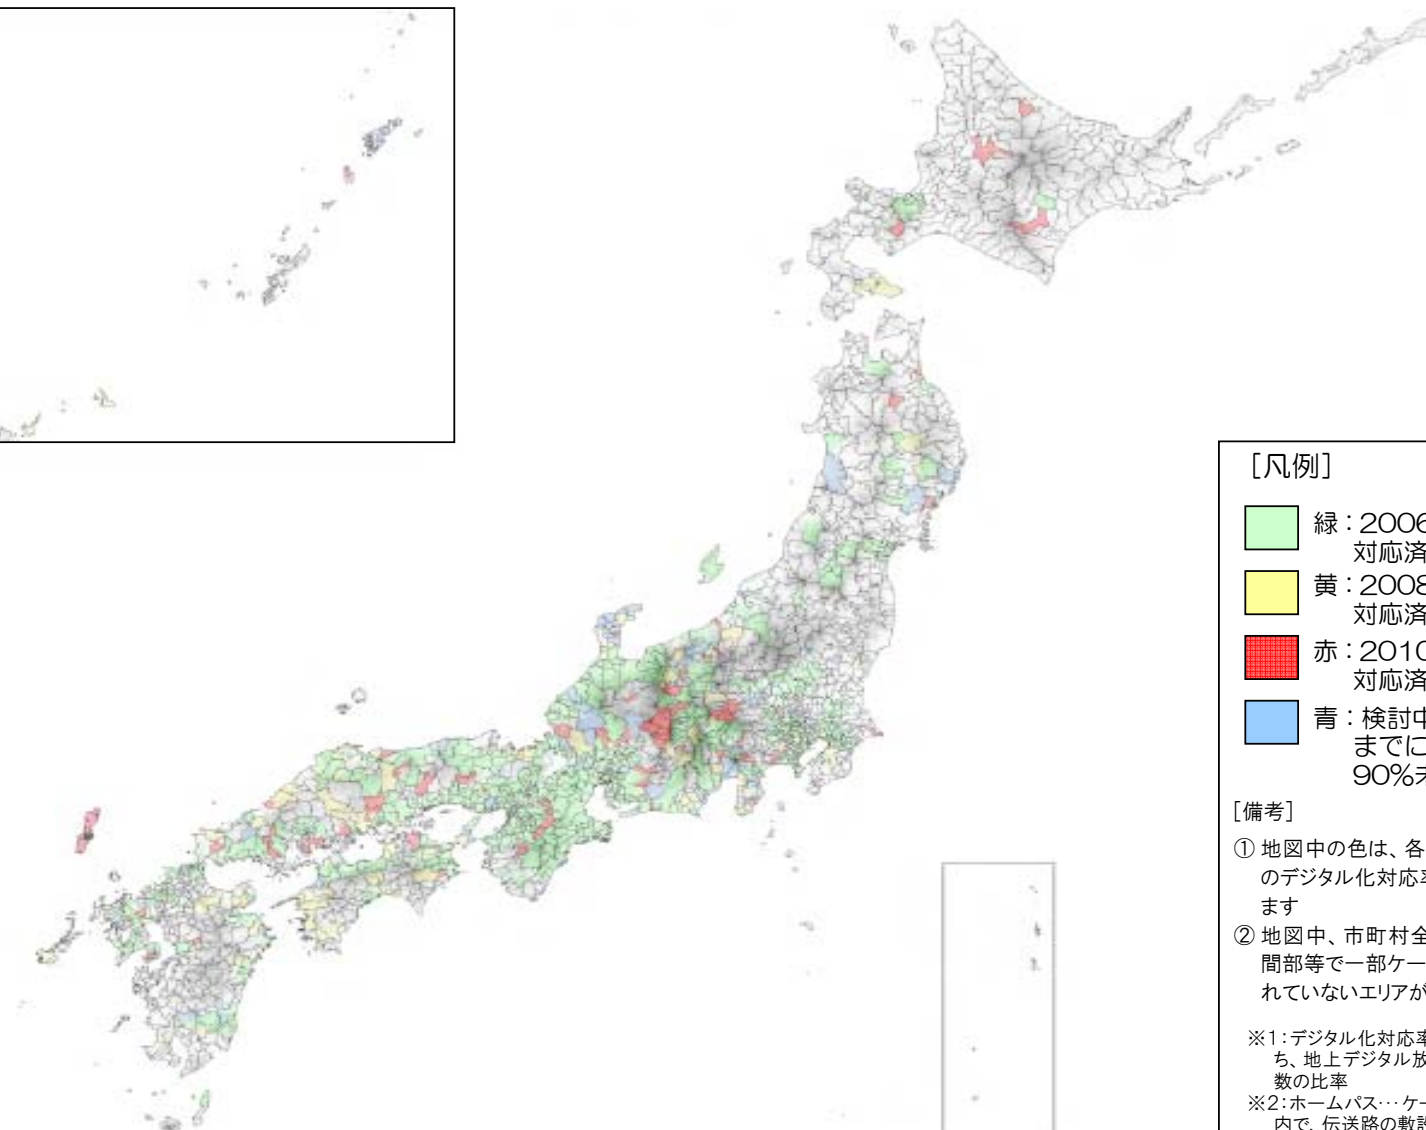 [凡例]
緑：2006
対応済
黄：2008
対応済
赤：2010
対応済
青：検討中
までに
90%未
[備考]
① 地図中の色は、各
のデジタル化対応率
ます
② 地図中、市町村全
間部等で一部ケー
れていないエリアが
※1：デジタル化対応率
ち、地上デジタル放
数の比率
※2：ホームパス…ケー
内で、伝送路の敷設